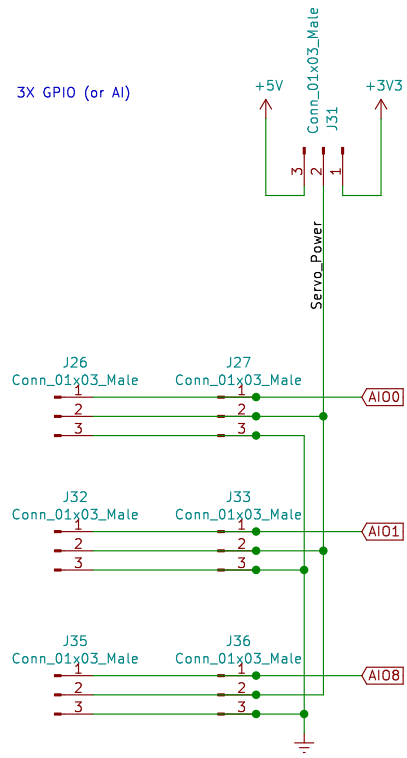 Conn_01x03_Male
J31
+5V
+3V3
3X GPIO (or AI)
3
2
1
Servo_Power
J26
J27
Conn_01x03_Male
Conn_01x03_Male
1
1
AIO0
2
2
3
3
J32
J33
Conn_01x03_Male
Conn_01x03_Male
1
1
AIO1
2
2
3
3
J35
J36
Conn_01x03_Male
Conn_01x03_Male
1
1
AIO8
2
2
3
3